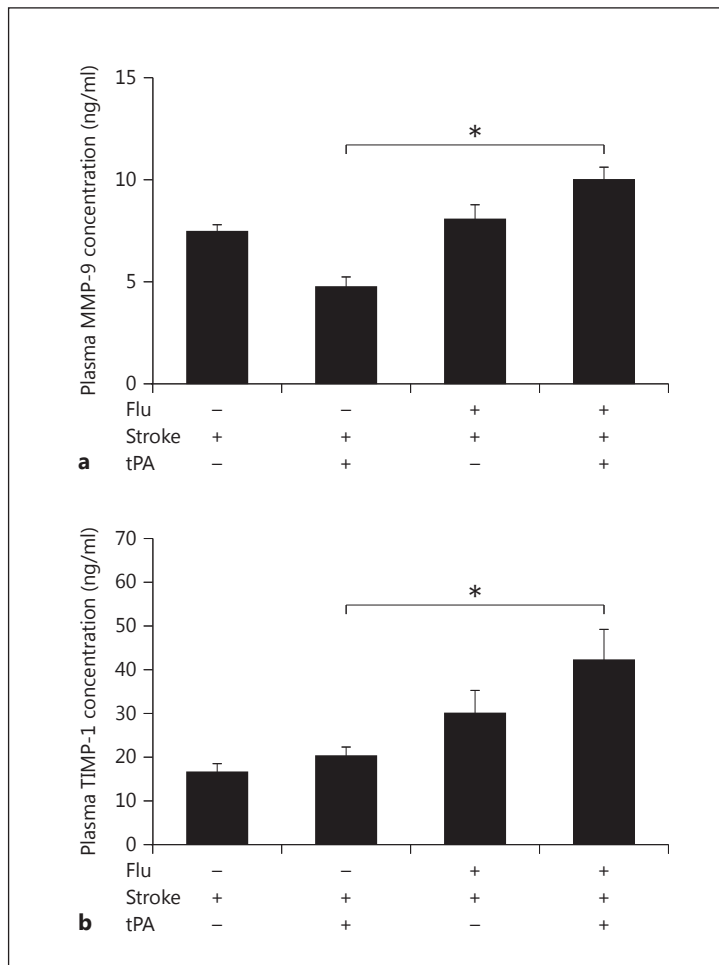 Plasma MMP-9 concentration (ng/ml)
15
10
5
0
*
Flu – – + +
Stroke + + + +
a tPA – + – +
Plasma TIMP-1 concentration (ng/ml)
70
60
50
40
30
20
10
0
*
Flu – – + +
Stroke + + + +
b tPA – + – +